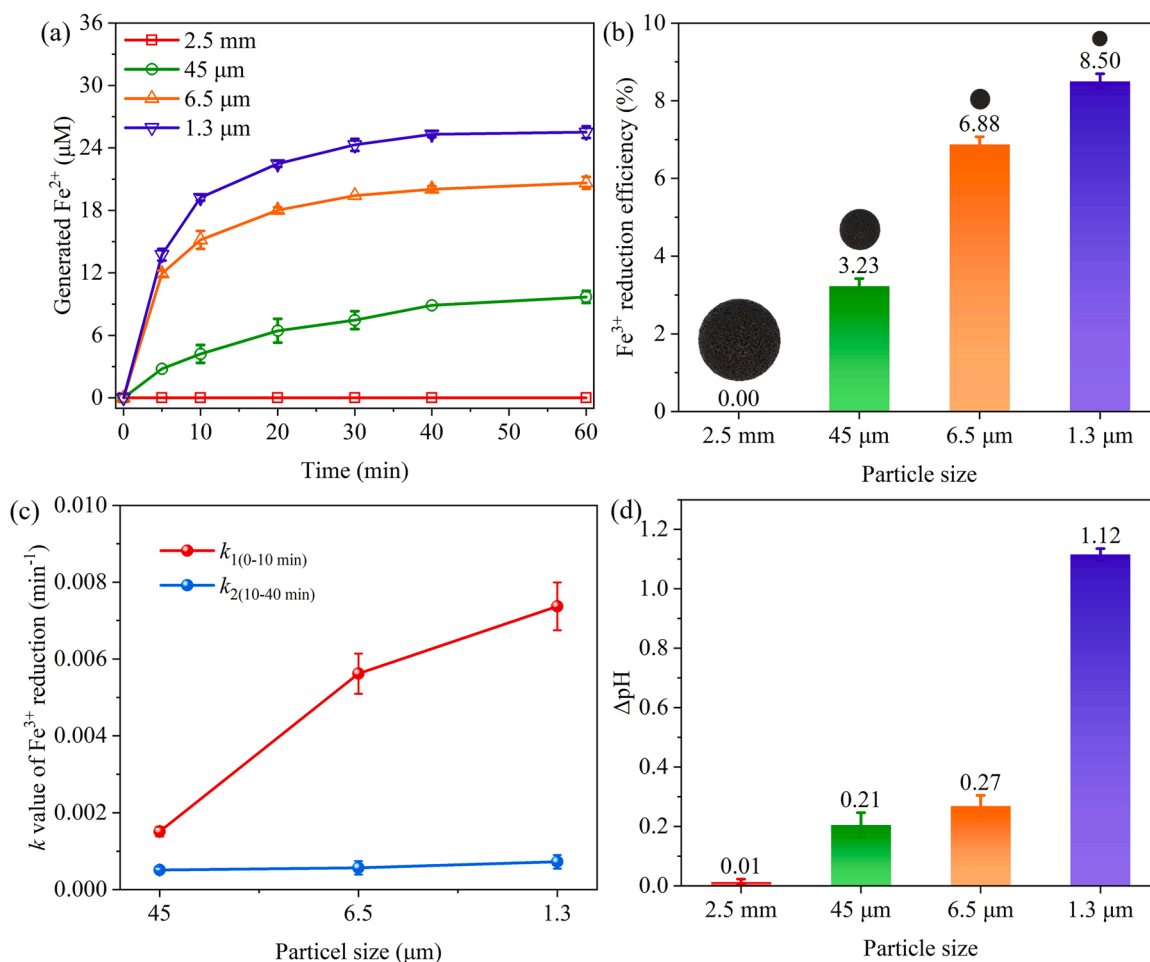 (a)
2.5 mm
45 μm
6.5 μm
1.3 μm
Generated Fe²⁺ (μM)
36
30
24
18
12
6
0
0 10 20 30 40 50 60
Time (min)
(b)
Fe³⁺ reduction efficiency (%)
10
8
6
4
2
0
0.00
3.23
6.88
8.50
2.5 mm 45 μm 6.5 μm 1.3 μm
Particle size
(c)
k₁(0-10 min)
k₂(10-40 min)
k value of Fe³⁺ reduction (min⁻¹)
0.010
0.008
0.006
0.004
0.002
0.000
45 6.5 1.3
Particel size (μm)
(d)
ΔpH
1.2
1.0
0.8
0.6
0.4
0.2
0.0
0.01
0.21
0.27
1.12
2.5 mm 45 μm 6.5 μm 1.3 μm
Particle size